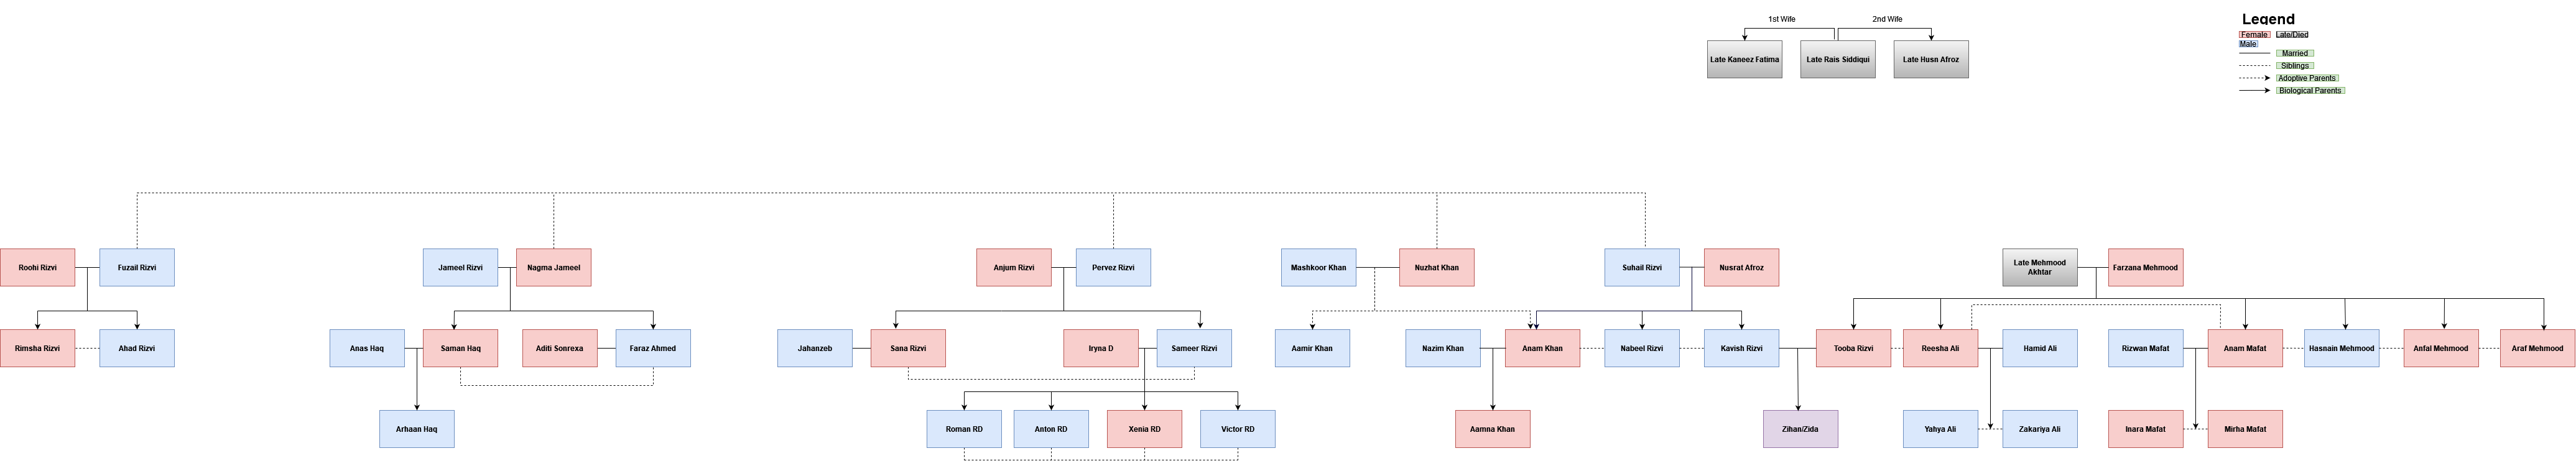 1st Wife
2nd Wife
Late Kaneez Fatima
Late Rais Siddiqui
Late Husn Afroz
Legend
Female
Late/Died
Male
Married
Siblings
Adoptive Parents
Biological Parents
Roohi Rizvi
Fuzail Rizvi
Jameel Rizvi
Nagma Jameel
Anjum Rizvi
Pervez Rizvi
Mashkoor Khan
Nuzhat Khan
Suhail Rizvi
Nusrat Afroz
Late Mehmood
Akhtar
Farzana Mehmood
Rimsha Rizvi
Ahad Rizvi
Anas Haq
Saman Haq
Aditi Sonrexa
Faraz Ahmed
Jahanzeb
Sana Rizvi
Iryna D
Sameer Rizvi
Aamir Khan
Nazim Khan
Anam Khan
Nabeel Rizvi
Kavish Rizvi
Tooba Rizvi
Reesha Ali
Hamid Ali
Rizwan Mafat
Anam Mafat
Hasnain Mehmood
Anfal Mehmood
Araf Mehmood
Arhaan Haq
Roman RD
Anton RD
Xenia RD
Victor RD
Aamna Khan
Zihan/Zida
Yahya Ali
Zakariya Ali
Inara Mafat
Mirha Mafat